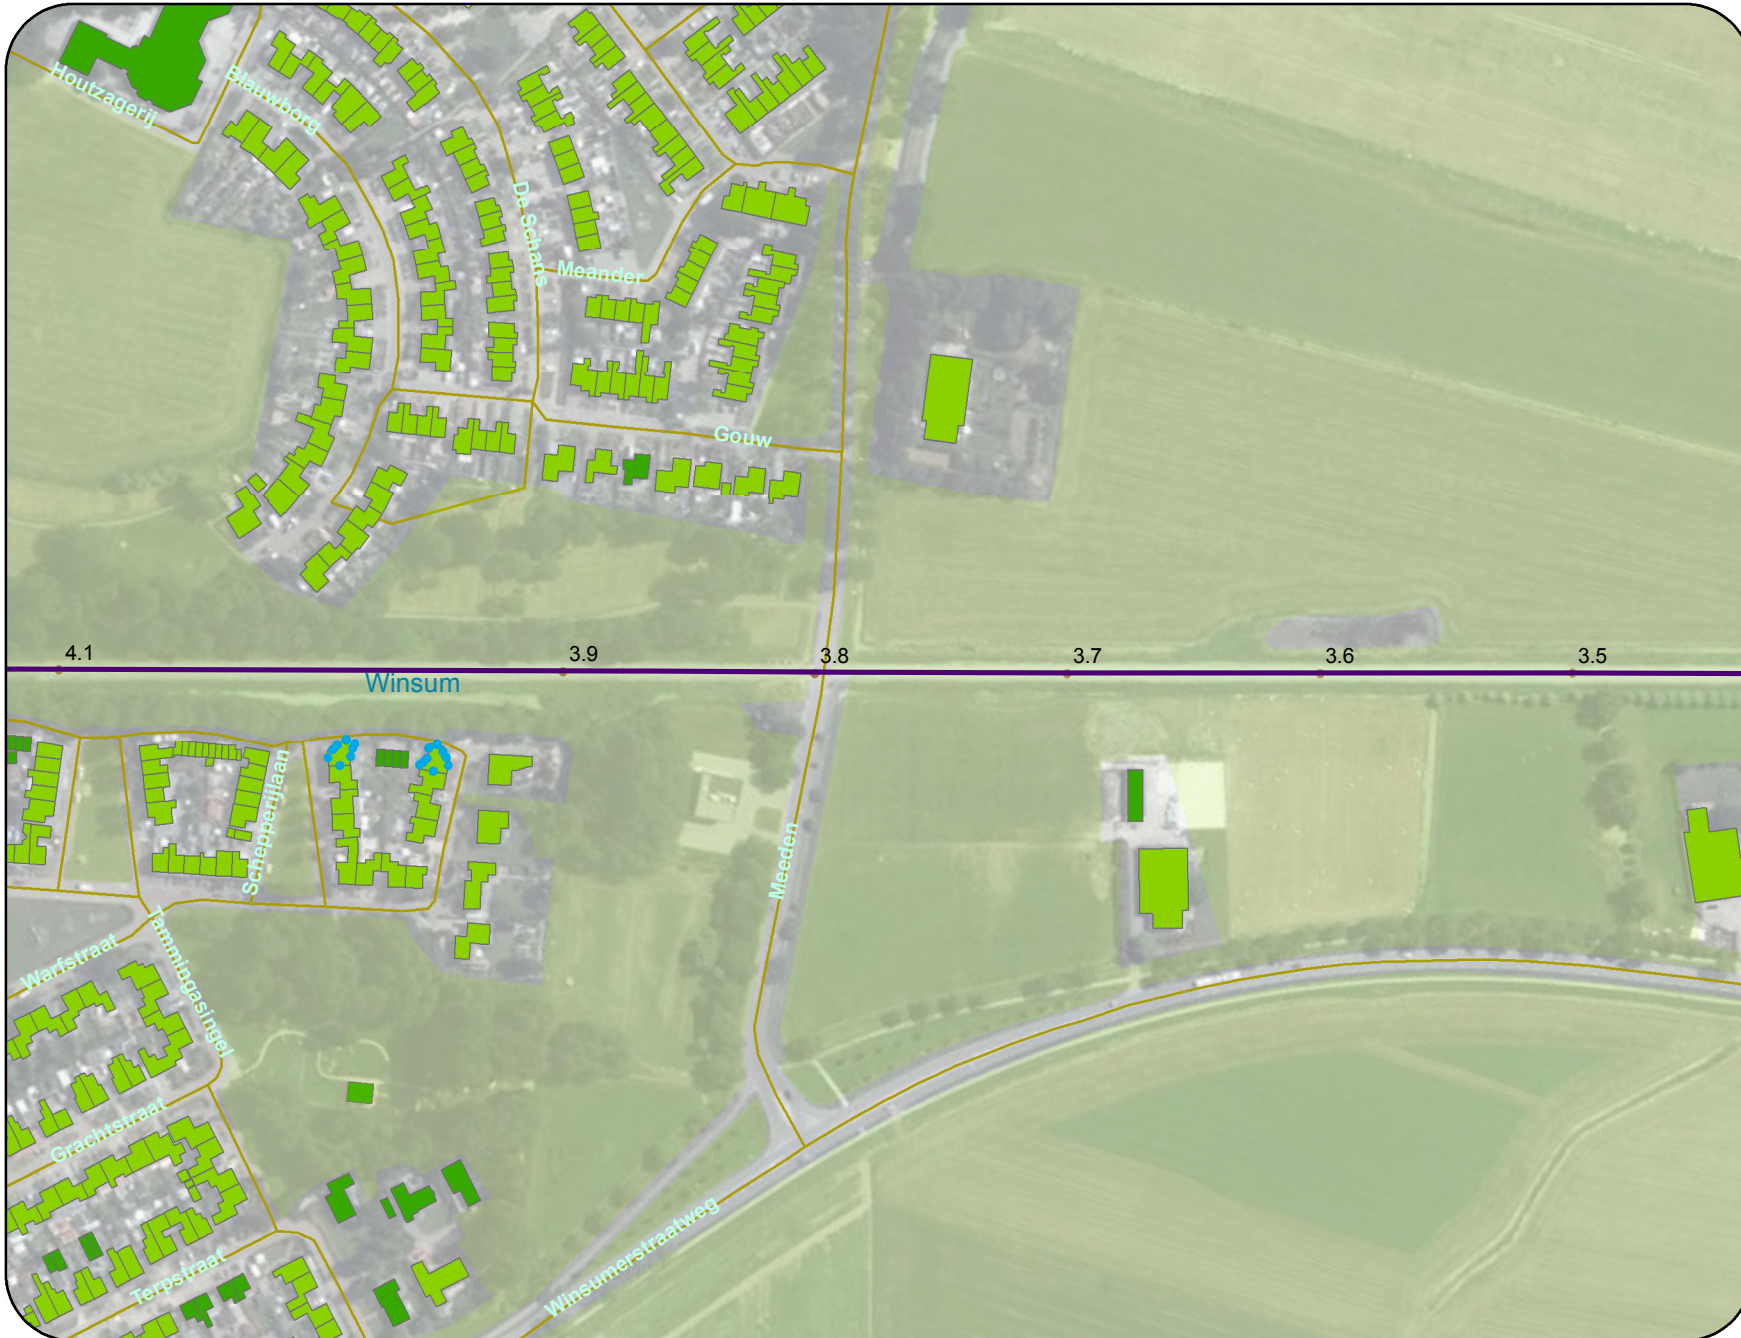 Houtzagerij
Blauwborg
De Schans
Meander
Gouw
4.1
3.9
3.8
3.7
3.6
3.5
Winsum
Schepperijlaan
Meeden
Warfstraat
Tammingasingel
Grachtstraat
Terpstraat
Winsumerstraatweg